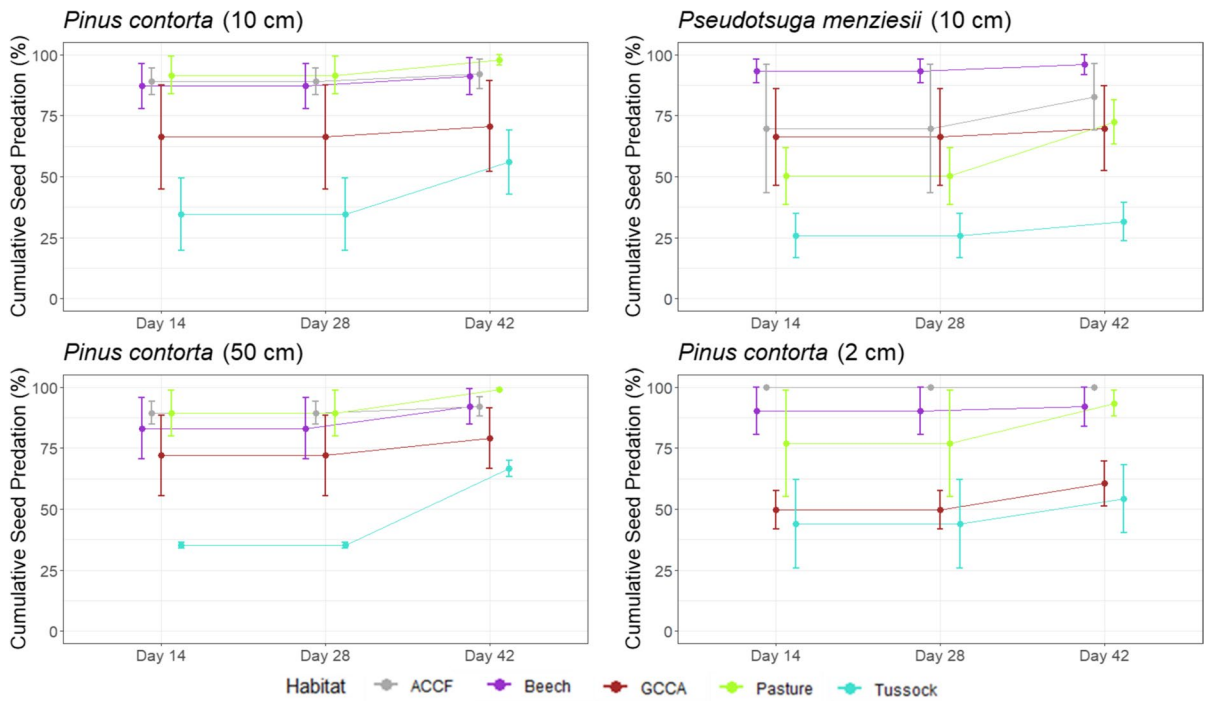 Pinus contorta (10 cm)
Cumulative Seed Predation (%)
100
75
50
25
0
Day 14 Day 28 Day 42
Pseudotsuga menziesii (10 cm)
Cumulative Seed Predation (%)
100
75
50
25
0
Day 14 Day 28 Day 42
Pinus contorta (50 cm)
Cumulative Seed Predation (%)
100
75
50
25
0
Day 14 Day 28 Day 42
Pinus contorta (2 cm)
Cumulative Seed Predation (%)
100
75
50
25
0
Day 14 Day 28 Day 42
Habitat ACCF Beech GCCA Pasture Tussock